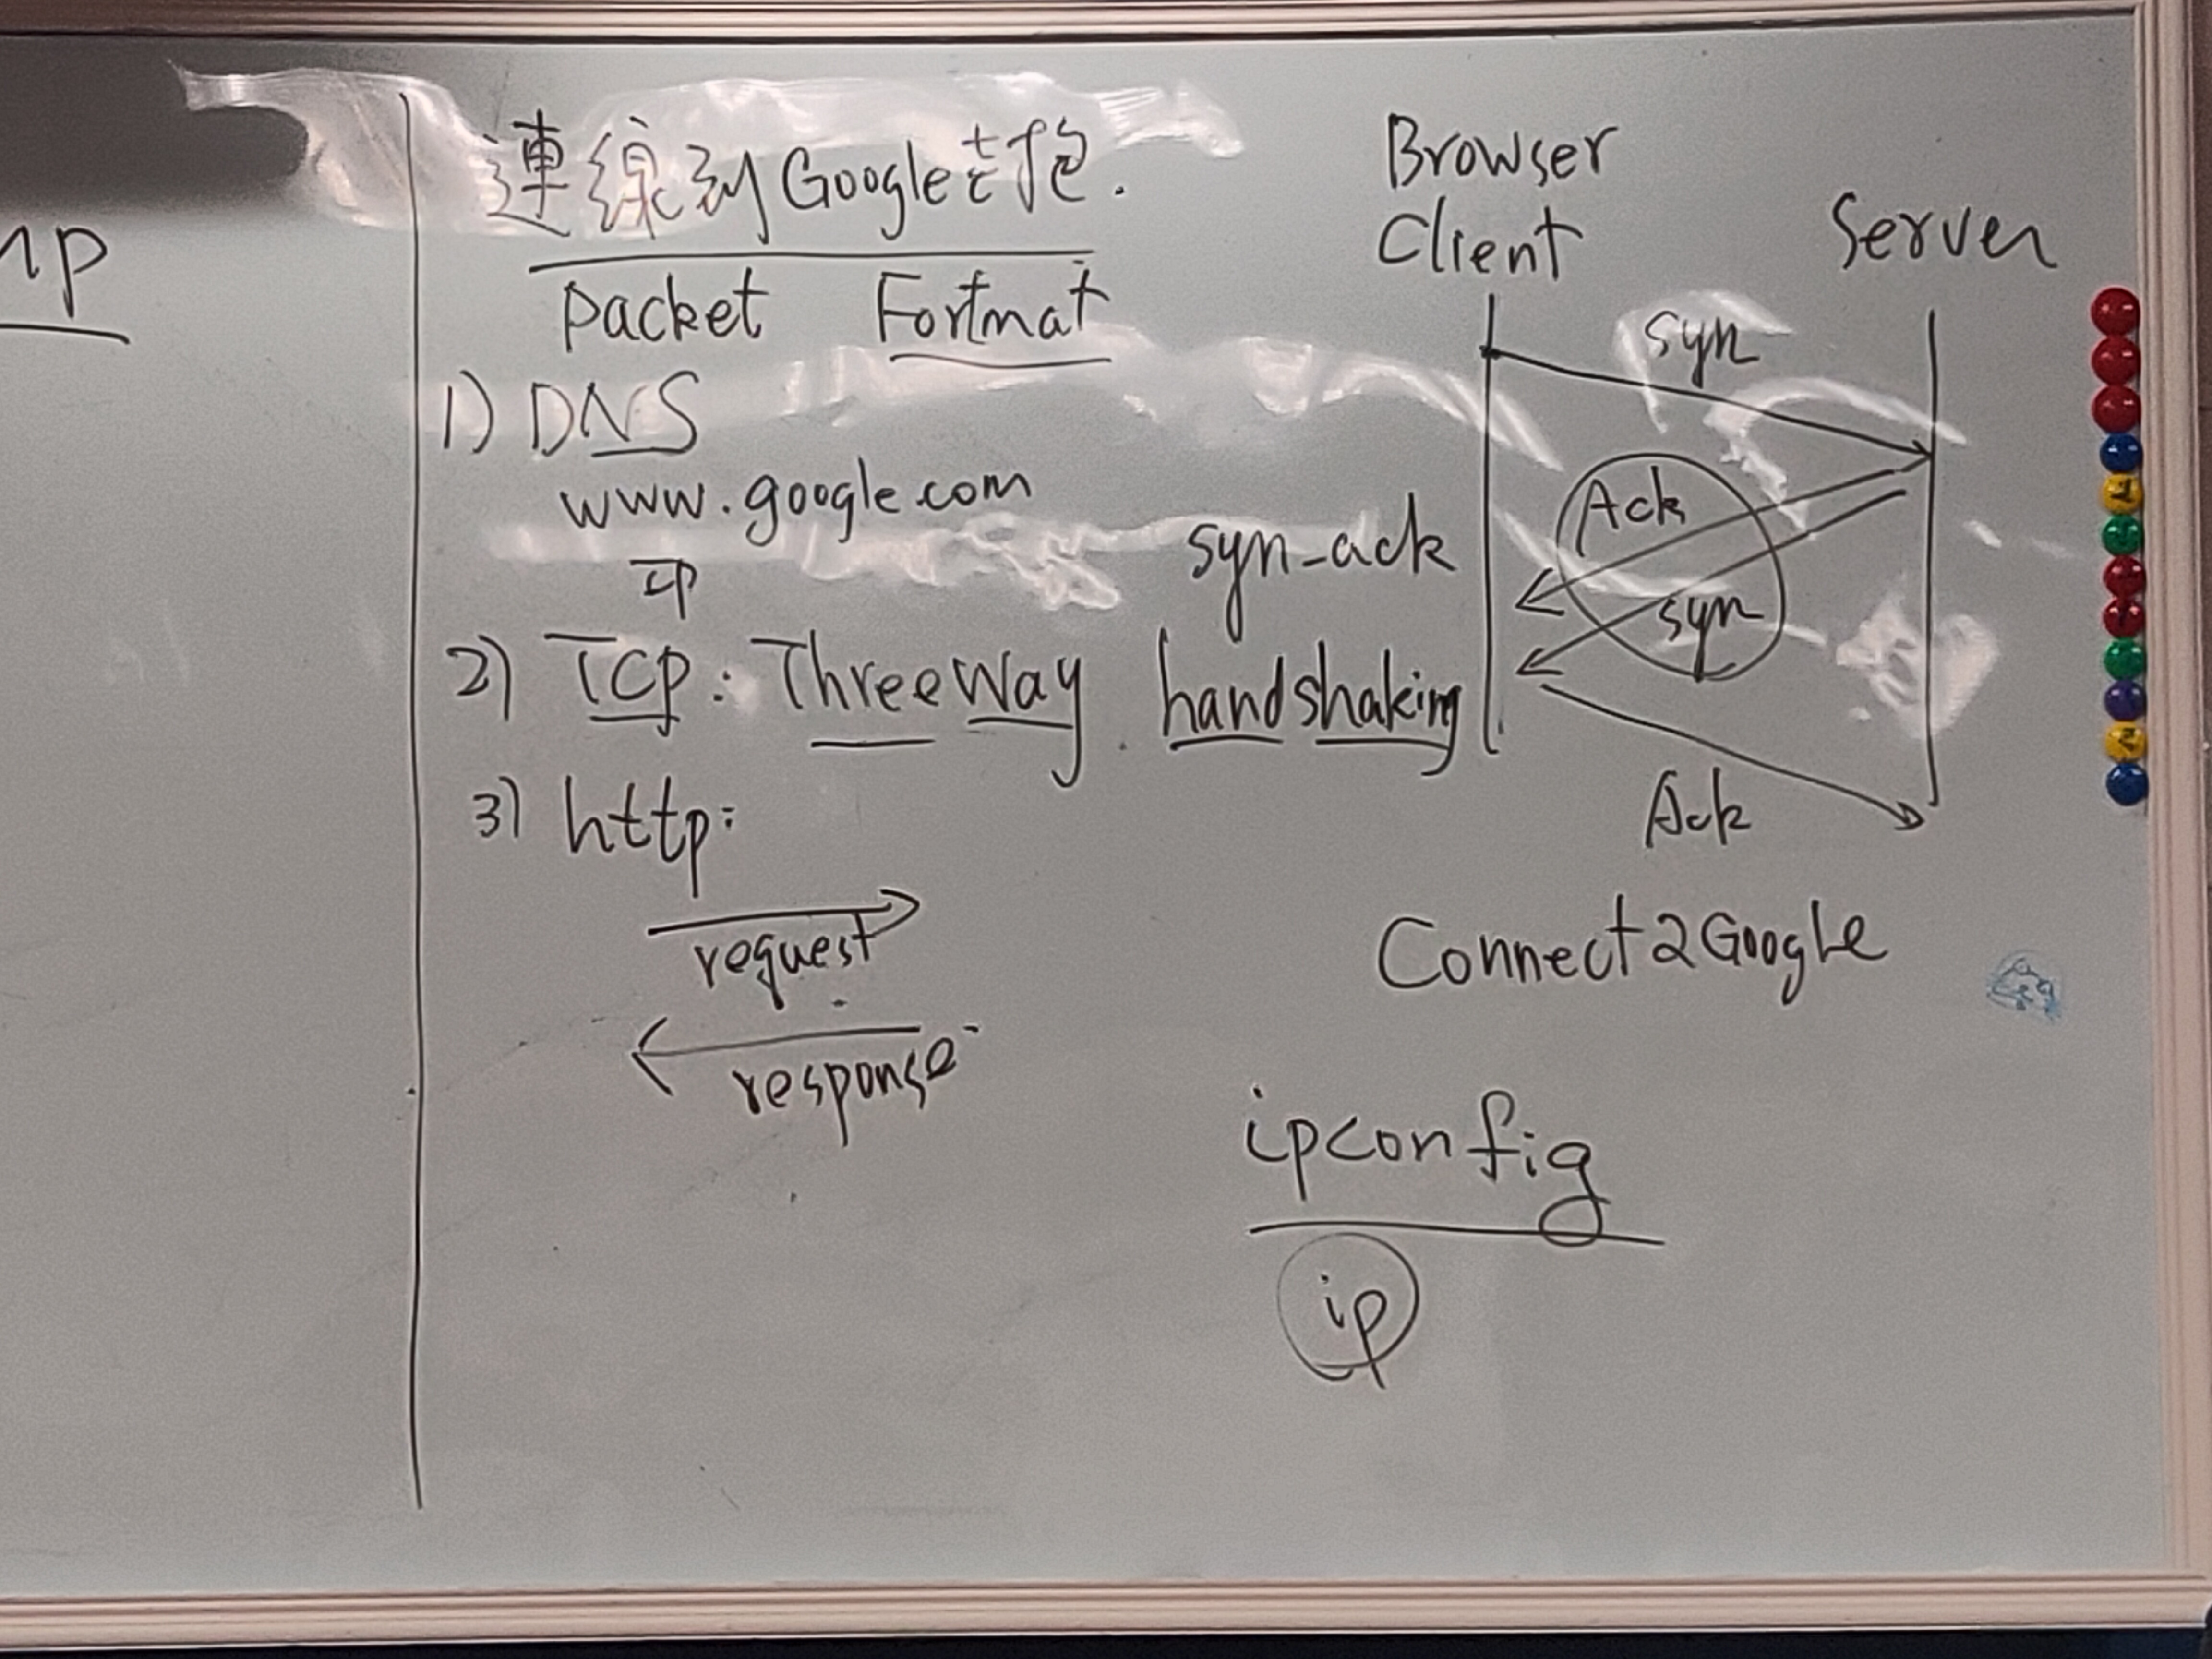 連線到Google去抱.
packet Fortmat
1) DNS
www.google.com
IP
2) TCP: Three Way handshaking
3) http:
request
response
Browser
Client
Server
syn
Ack
syn-ack
syn
Ack
Connect2Google
ipconfig
ip